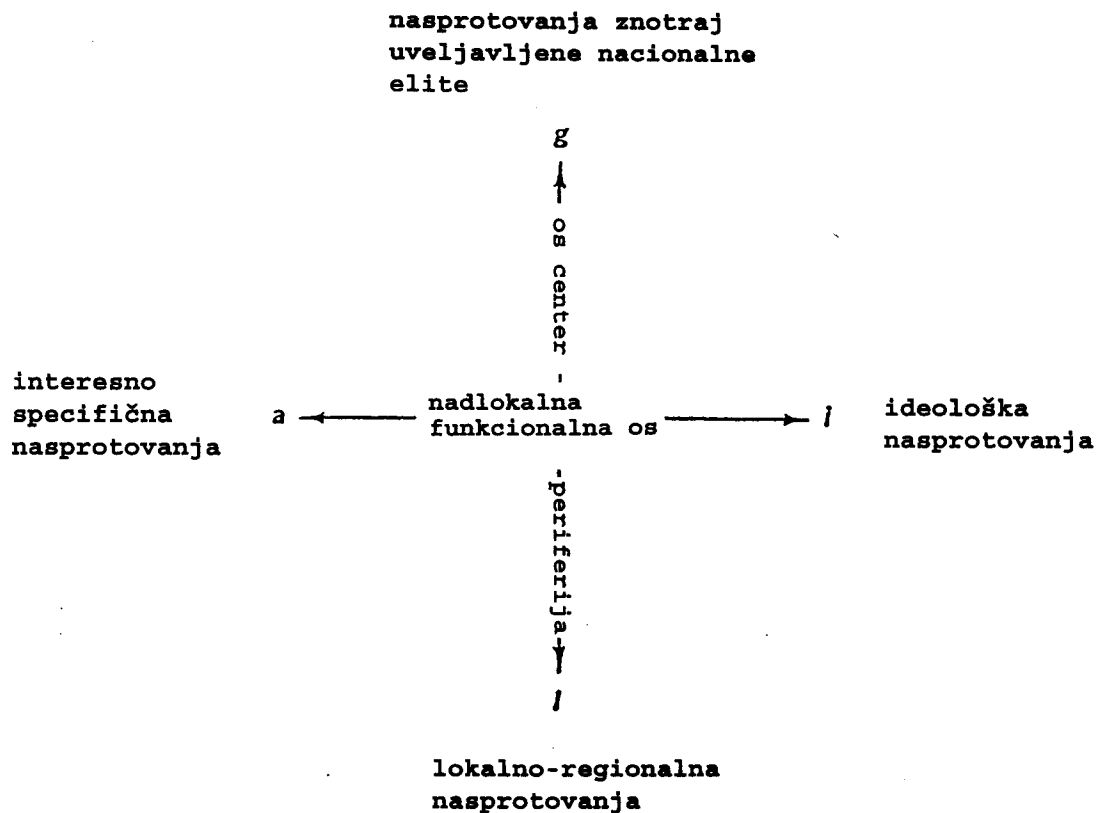 nasprotovanja znotraj
uveljavljene nacionalne
elite
g
os center -
interesno
specifična
nasprotovanja
a
nadlokalna
funkcionalna os
i
ideološka
nasprotovanja
-periferija-
l
lokalno-regionalna
nasprotovanja